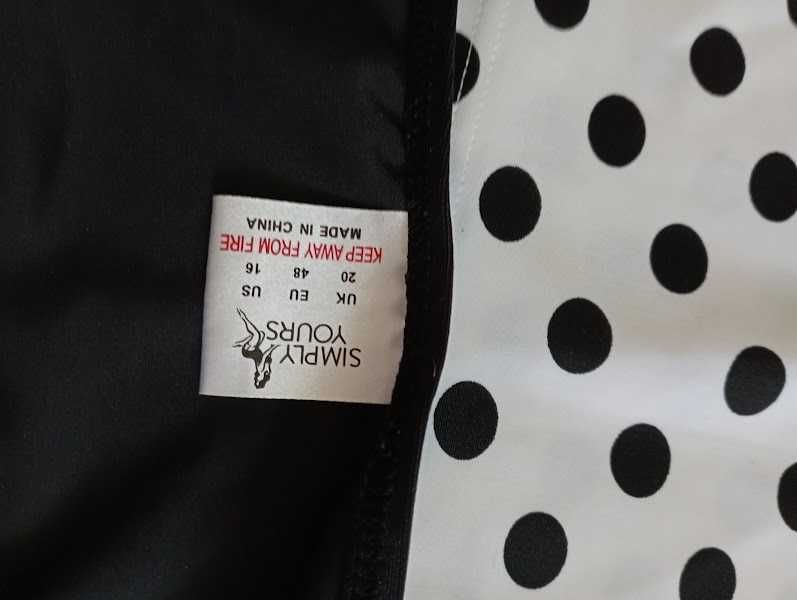 SIMPLY
YOURS
UK EU US
20 48 16
KEEP AWAY FROM FIRE
MADE IN CHINA